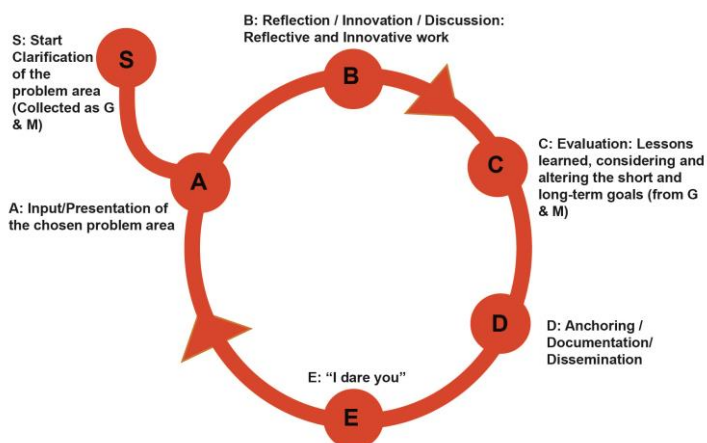 B: Reflection / Innovation / Discussion:
Reflective and Innovative work
S: Start
Clarification
of the
problem area
(Collected as G
& M)
S
B
C
C: Evaluation: Lessons
learned, considering and
altering the short and
long-term goals (from G
& M)
A
A: Input/Presentation of
the chosen problem area
D
D: Anchoring /
Documentation/
Dissemination
E: “I dare you”
E